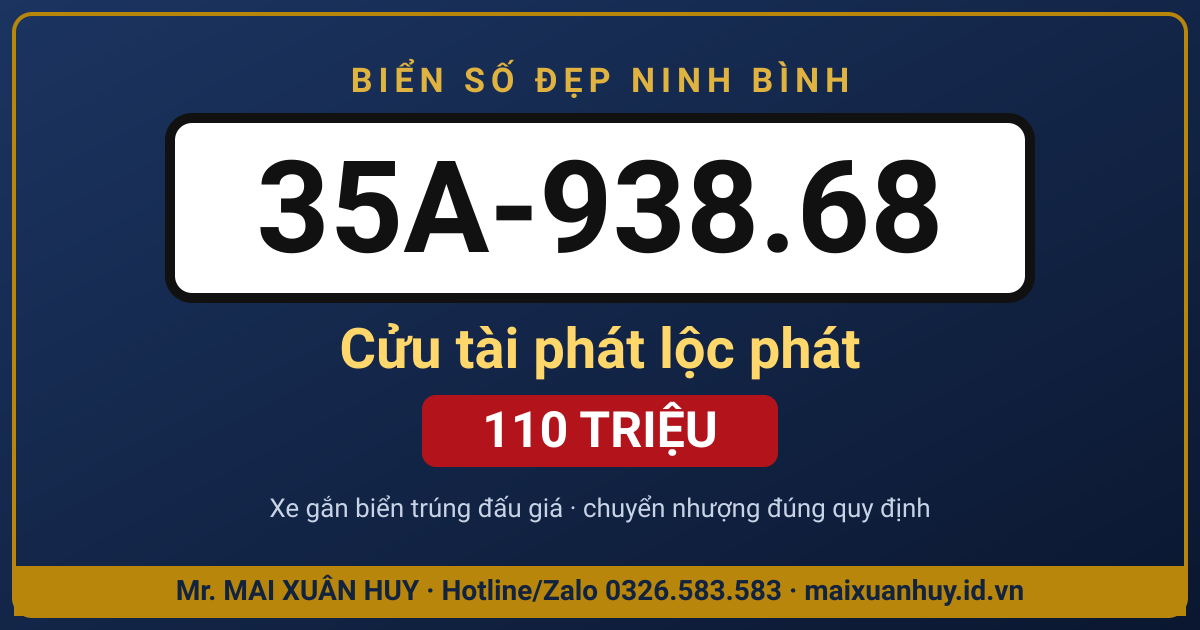 BIỂN SỐ ĐẸP NINH BÌNH
35A-938.68
Cửu tài phát lộc phát
110 TRIỆU
Xe gắn biển trúng đấu giá · chuyển nhượng đúng quy định
Mr. MAI XUÂN HUY · Hotline/Zalo 0326.583.583 · maixuanhuy.id.vn